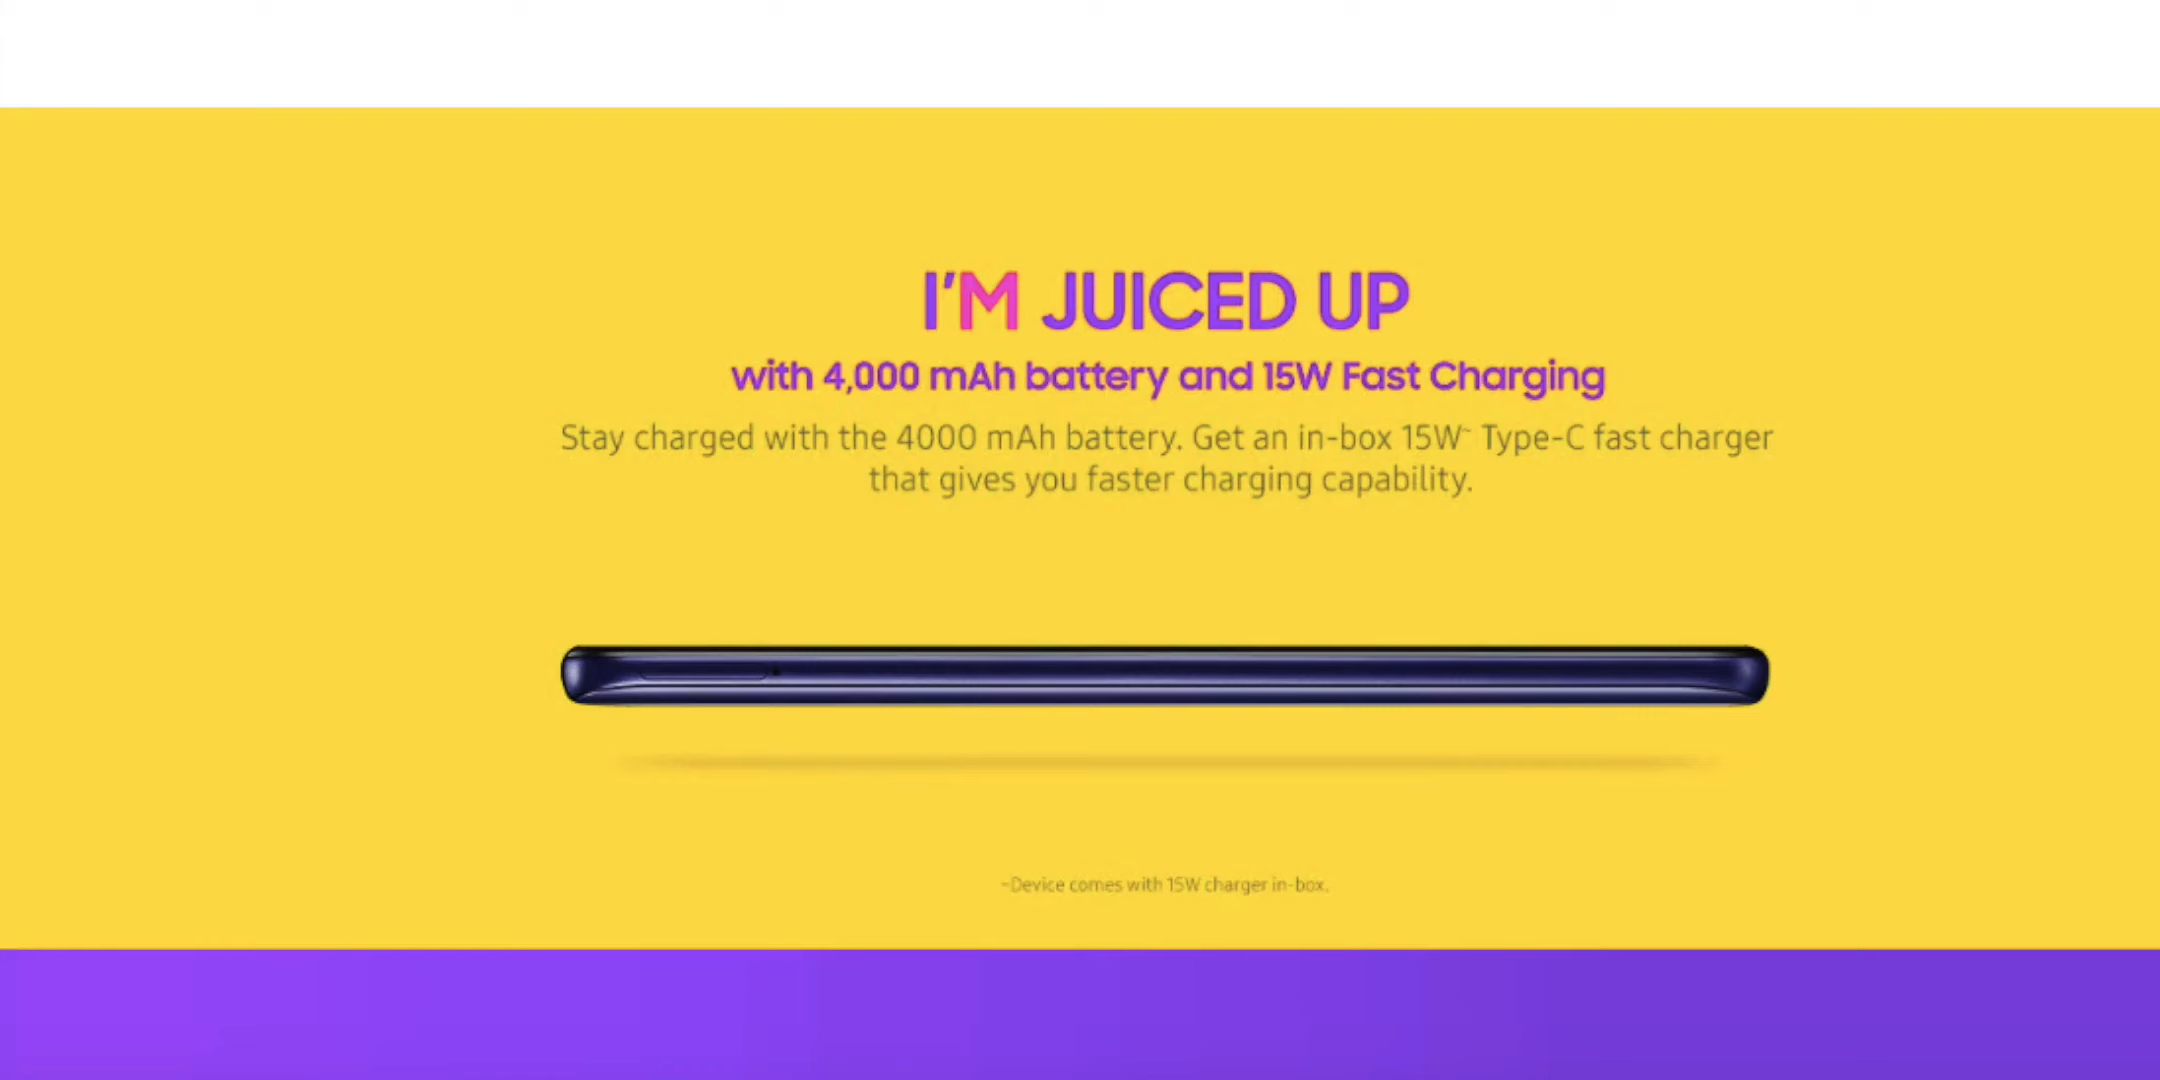 I'M JUICED UP
with 4,000 mAh battery and 15W Fast Charging
Stay charged with the 4000 mAh battery. Get an in-box 15W~ Type-C fast charger
that gives you faster charging capability.
~Device comes with 15W charger in-box.